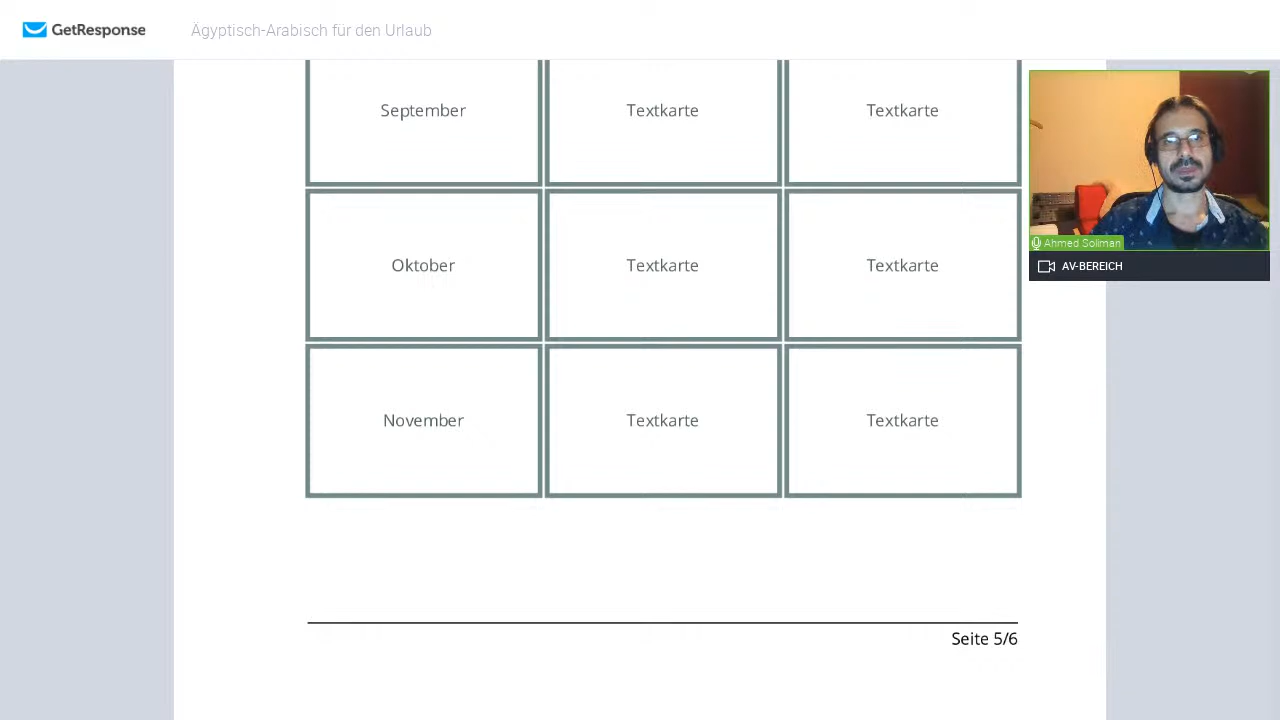 GetResponse
Ägyptisch-Arabisch für den Urlaub
September Textkarte Textkarte
Ahmed Soliman
Oktober Textkarte Textkarte
AV-BEREICH
November Textkarte Textkarte
Seite 5/6